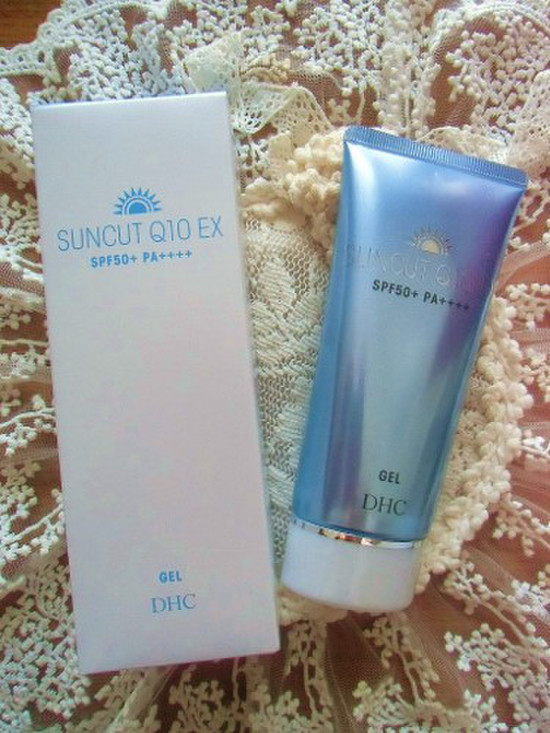 SUNCUT Q10 EX
SPF50+ PA++++
GEL
DHC
SUNCUT Q10
SPF50+ PA++++
GEL
DHC